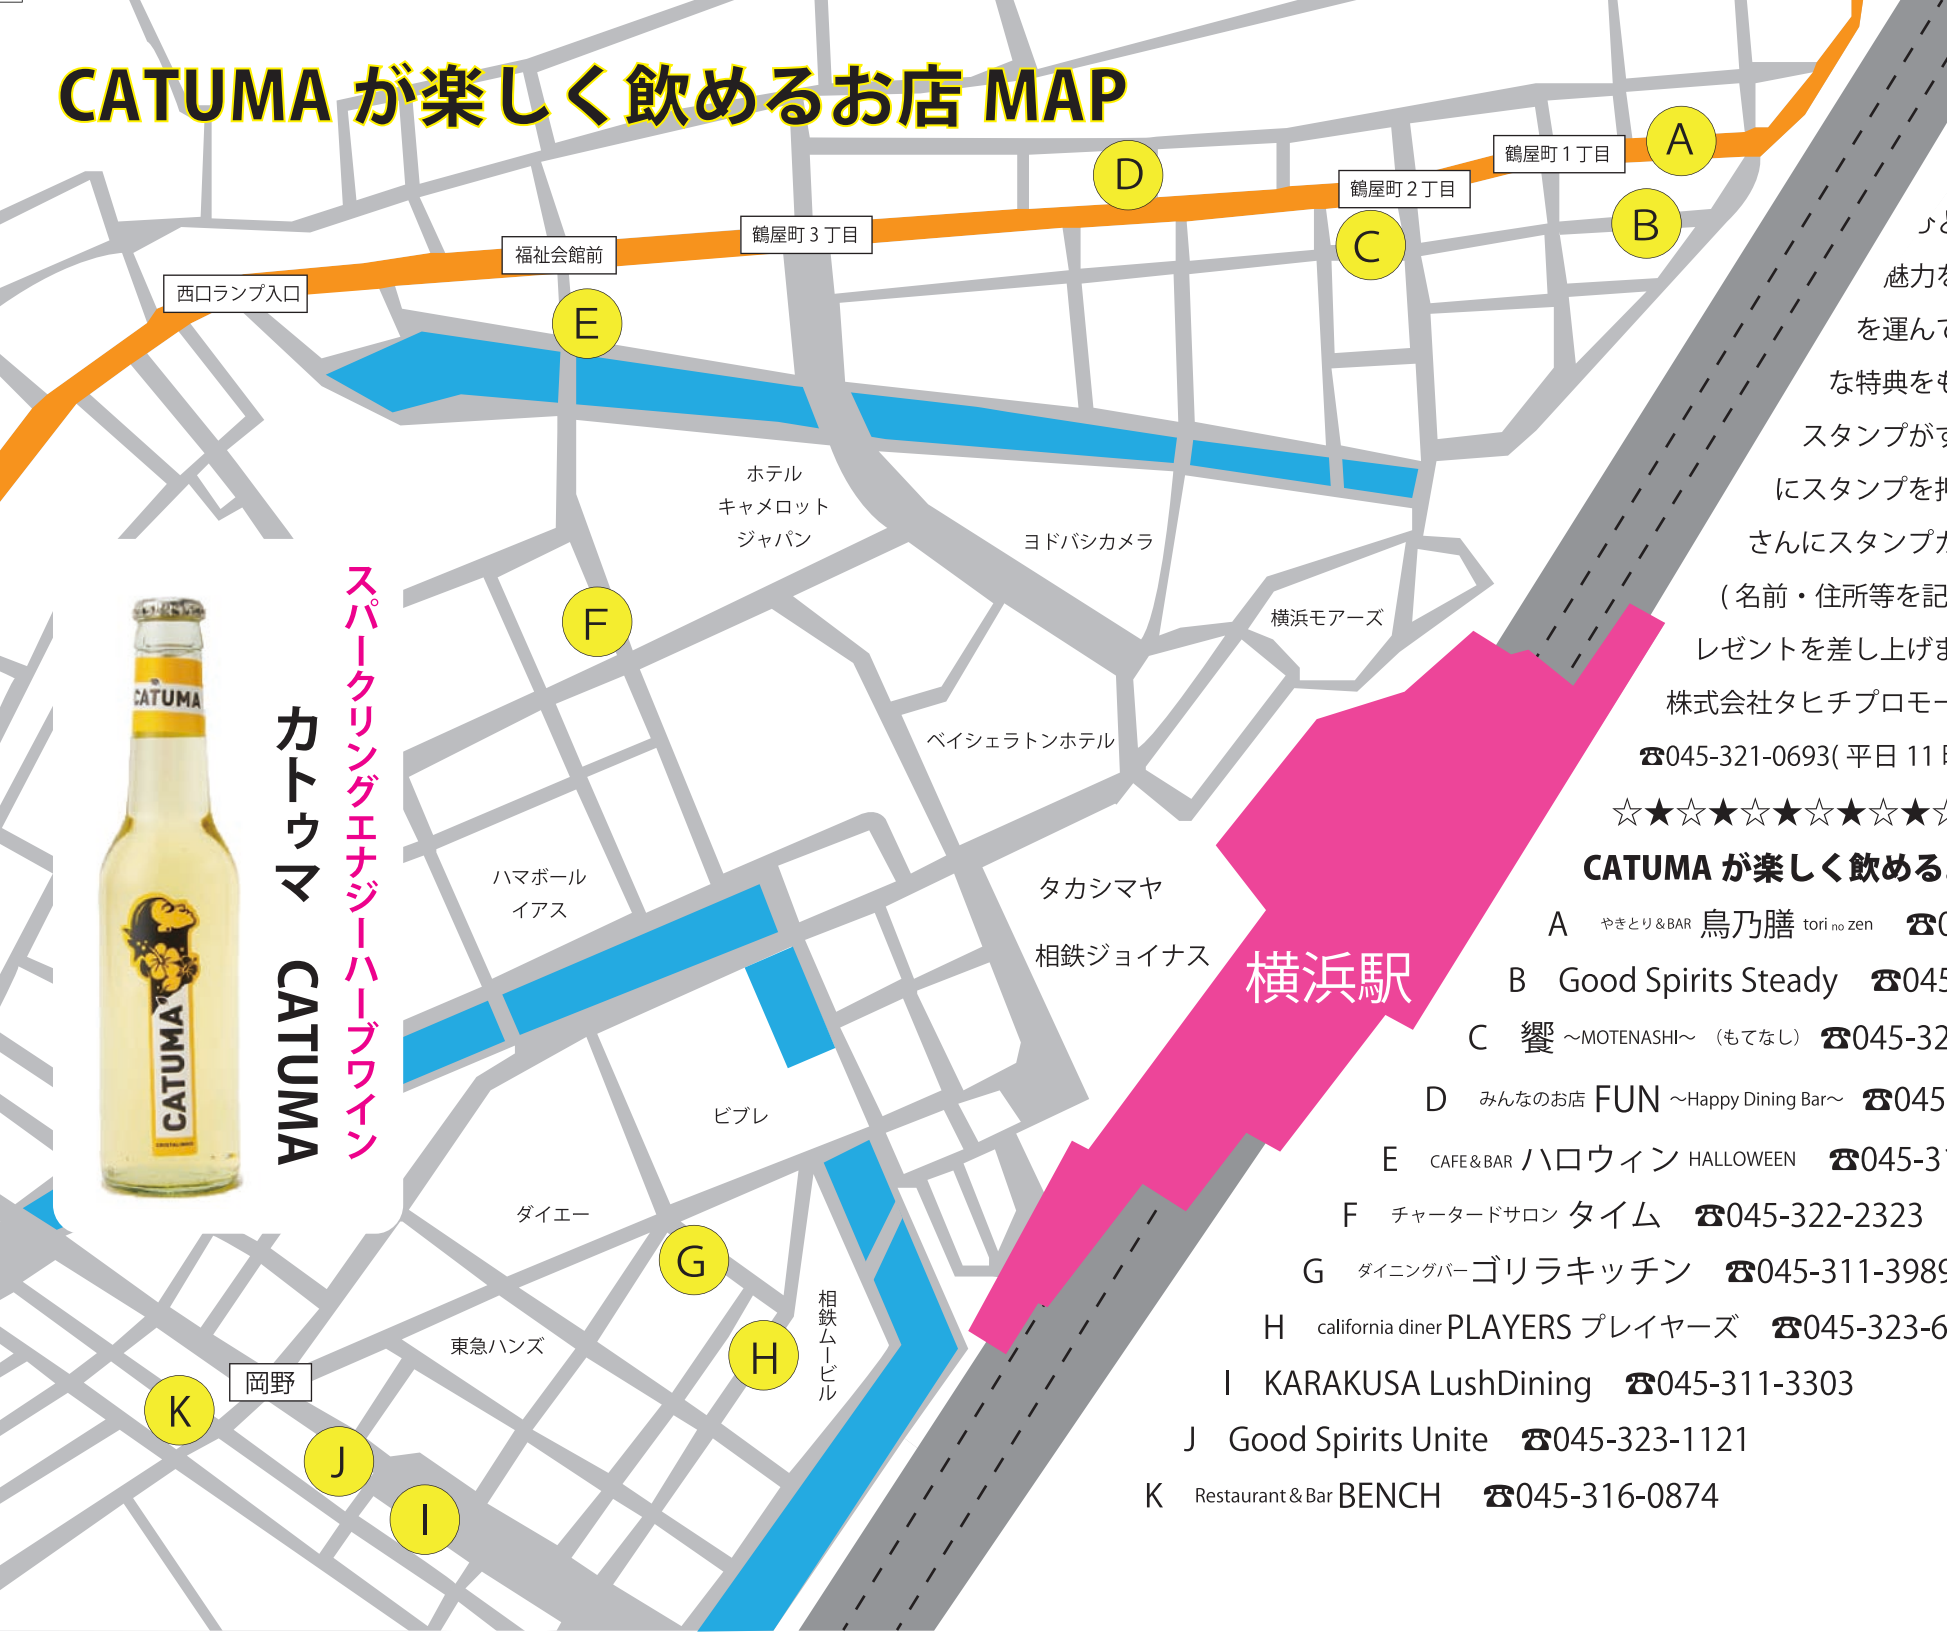 CATUMA が楽しく飲めるお店 MAP
A
鶴屋町 1 丁目
D
鶴屋町 2 丁目
B
鶴屋町 3 丁目
C
福祉会館前
西口ランプ入口
E
魅力
を運んで
な特典をも
スタンプが
にスタンプを押
さんにスタンプが
( 名前・住所等を記
レゼントを差し上げま
株式会社タヒチプロモー
☎045-321-0693( 平日 11
☆★☆★☆★☆★☆★☆
ホテル
キャメロット
ジャパン
ヨドバシカメラ
横浜モアーズ
F
ベイシェラトンホテル
スパークリングエナジーハーブワイン
カトゥマ CATUMA
CATUMA
CATUMA
ハマボール
イアス
タカシマヤ
相鉄ジョイナス
横浜駅
ビブレ
ダイエー
G
東急ハンズ
H
相鉄ムービル
岡野
K
J
I
CATUMA が楽しく飲める
A やきとり&BAR 鳥乃膳 tori no zen ☎0
B Good Spirits Steady ☎045
C 饗 ～MOTENASHI～ （もてなし） ☎045-32
D みんなのお店 FUN ～Happy Dining Bar～ ☎045
E CAFE&BAR ハロウィン HALLOWEEN ☎045-31
F チャータードサロン タイム ☎045-322-2323
G ダイニングバーゴリラキッチン ☎045-311-3989
H california diner PLAYERS プレイヤーズ ☎045-323-6
I KARAKUSA LushDining ☎045-311-3303
J Good Spirits Unite ☎045-323-1121
K Restaurant & Bar BENCH ☎045-316-0874